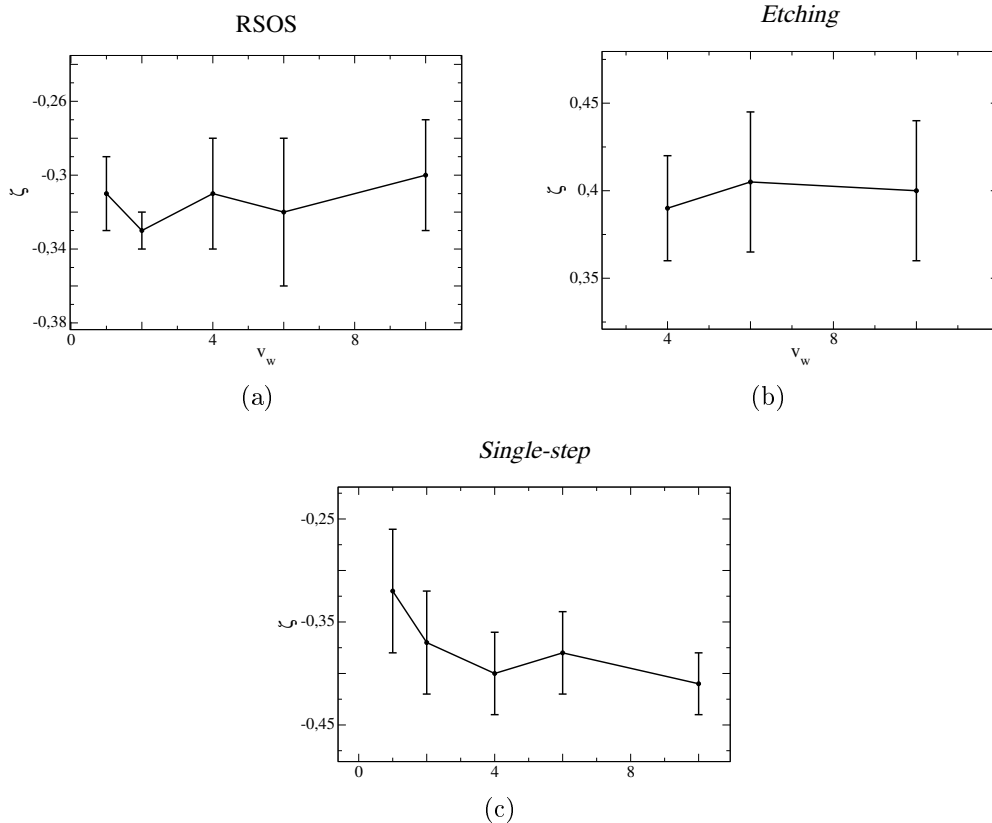 RSOS
-0,26
-0,3
-0,34
-0,38
ζ
0
4
8
v_w
(a)
Etching
0,45
0,4
0,35
ζ
4
8
v_w
(b)
Single-step
-0,25
-0,35
-0,45
ζ
0
4
8
(c)